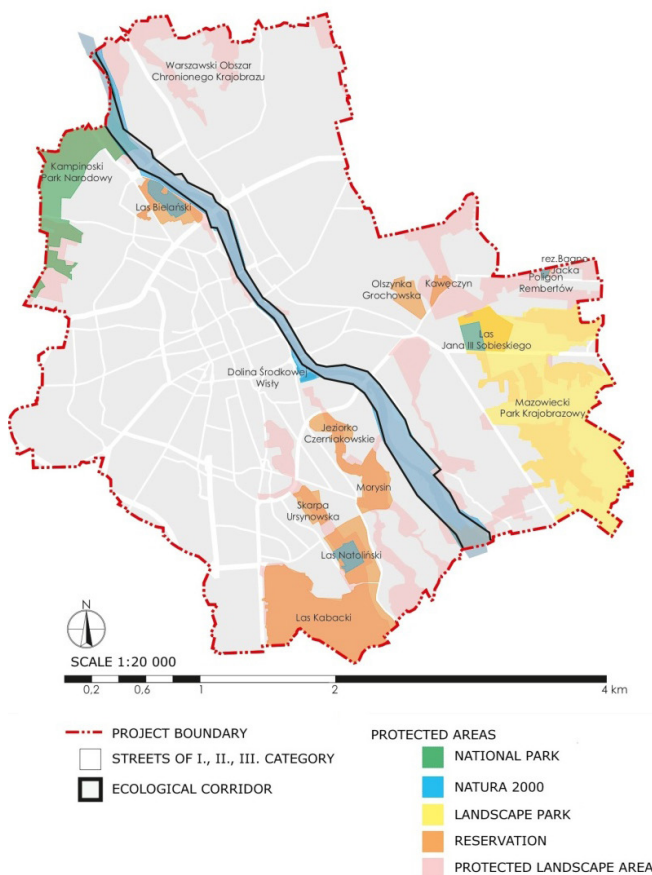 Warszawski Obszar
Chronionego Krajobrazu
Kampinoski
Park Narodowy
Las Bielański
rez.Bagno
Jacka
Poligon
Rembertów
Olszynka
Grochowska
Kawęczyn
Las
Jana III Sobieskiego
Dolina Środkowej
Wisły
Mazowiecki
Park Krajobrazowy
Jeziorko
Czerniakowskie
Morysin
Skarpa
Ursynowska
Las Natoliński
Las Kabacki
N
SCALE 1:20 000
0,2 0,6 1 2 4 km
PROJECT BOUNDARY
STREETS OF I., II., III. CATEGORY
ECOLOGICAL CORRIDOR
PROTECTED AREAS
NATIONAL PARK
NATURA 2000
LANDSCAPE PARK
RESERVATION
PROTECTED LANDSCAPE AREA